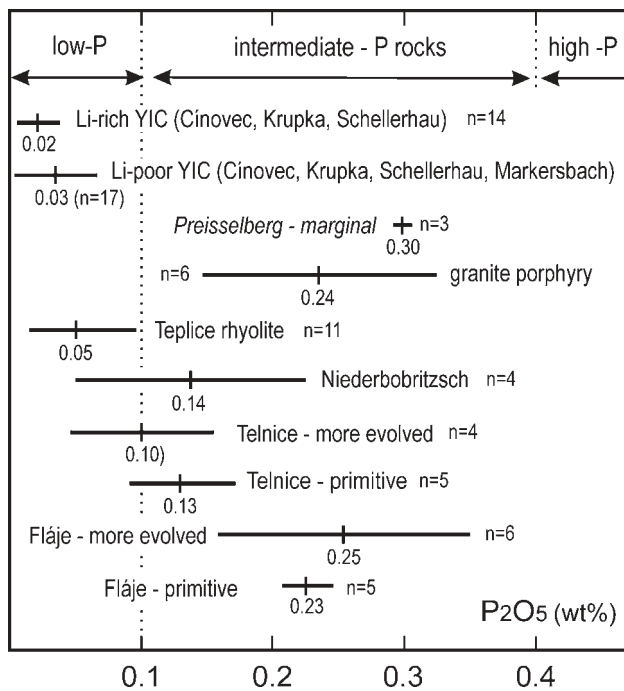 low-P intermediate - P rocks high -P
Li-rich YIC (Cínovec, Krupka, Schellerhau) n=14
0.02
Li-poor YIC (Cínovec, Krupka, Schellerhau, Markersbach)
0.03 (n=17)
Preisselberg - marginal n=3
0.30
n=6 granite porphyry
0.24
Teplice rhyolite n=11
0.05
Niederbobritzsch n=4
0.14
Telnice - more evolved n=4
0.10)
Telnice - primitive n=5
0.13
Fláje - more evolved n=6
0.25
Fláje - primitive n=5
0.23
P2O5 (wt%)
0.1 0.2 0.3 0.4